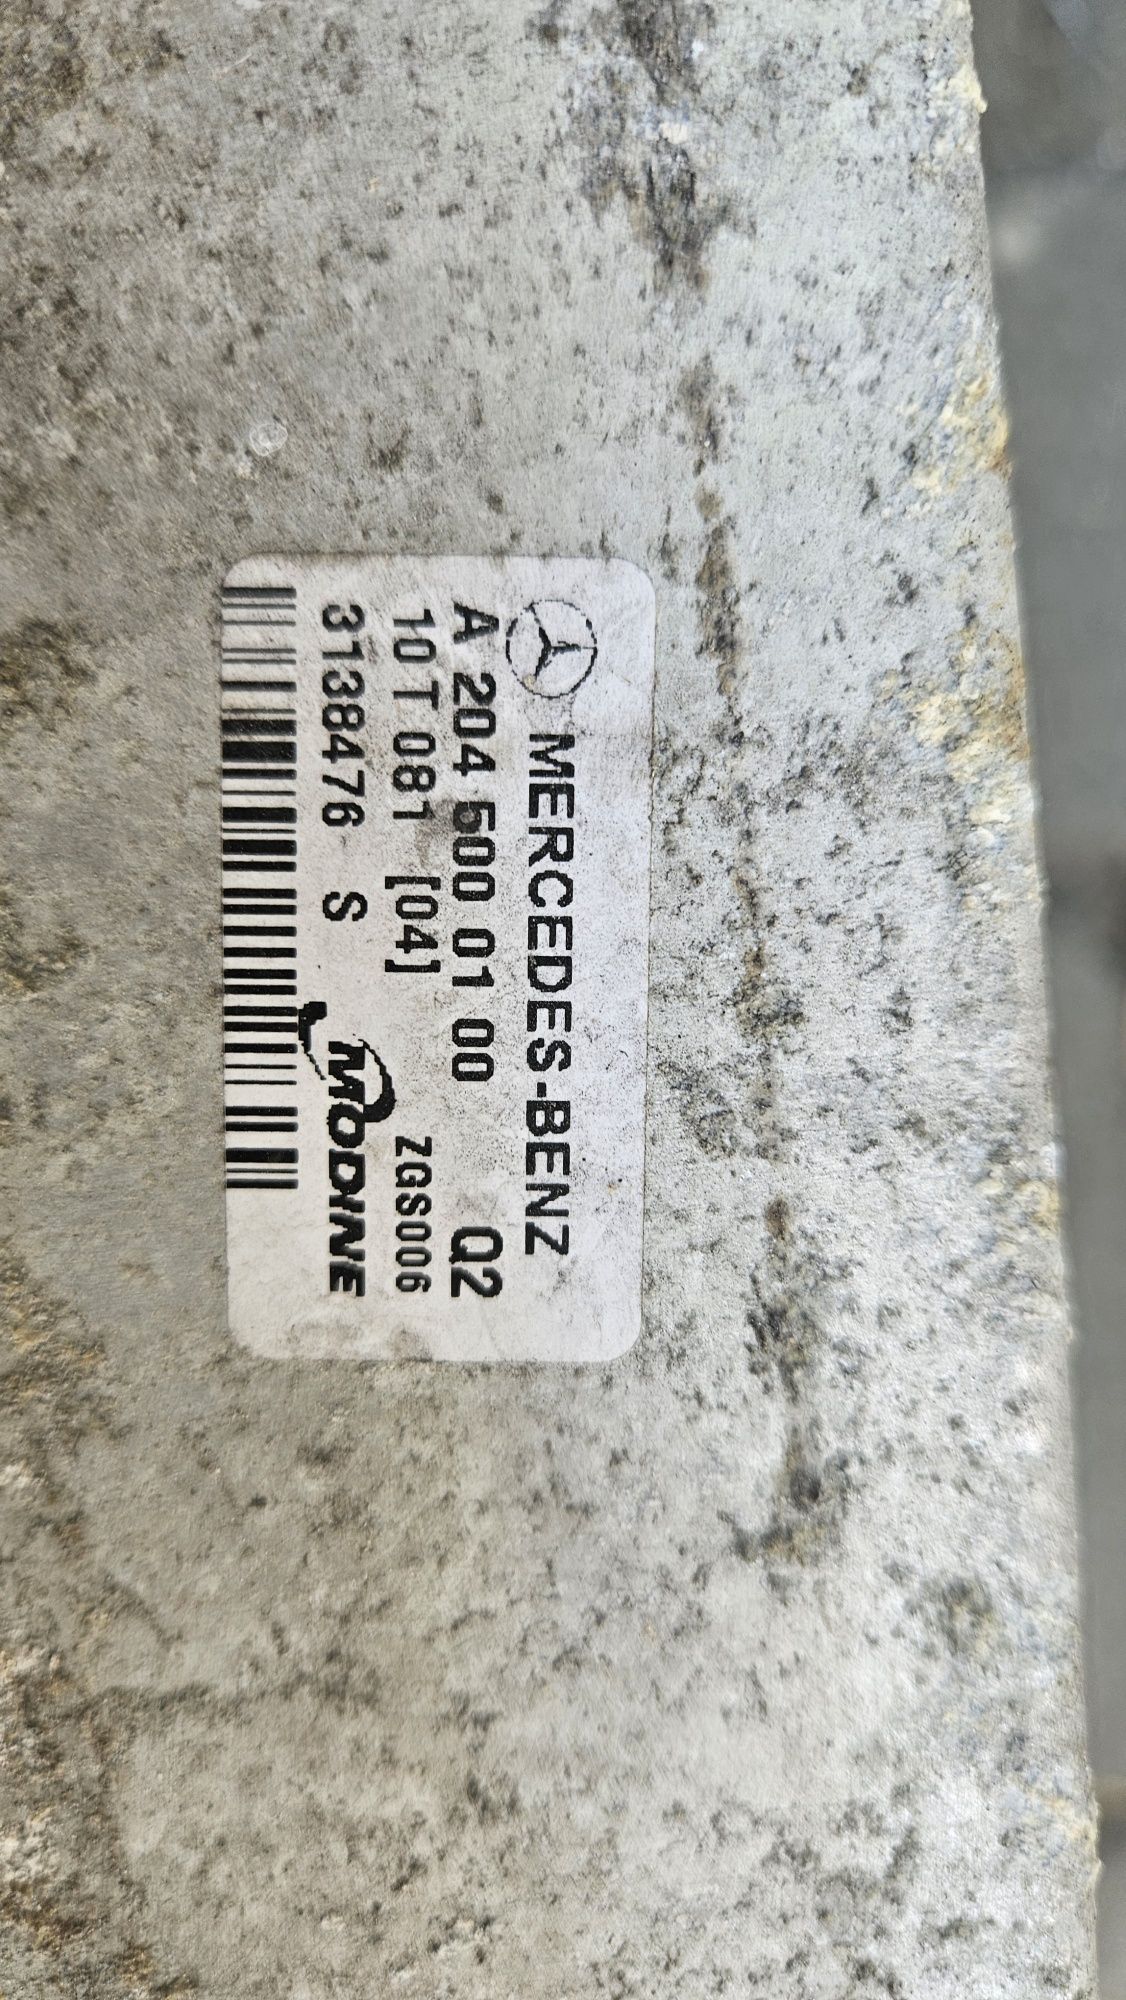 MERCEDES-BENZ
A 204 500 01 00 Q2
10 T 081 [04] ZGS006
3138476 S MODINE